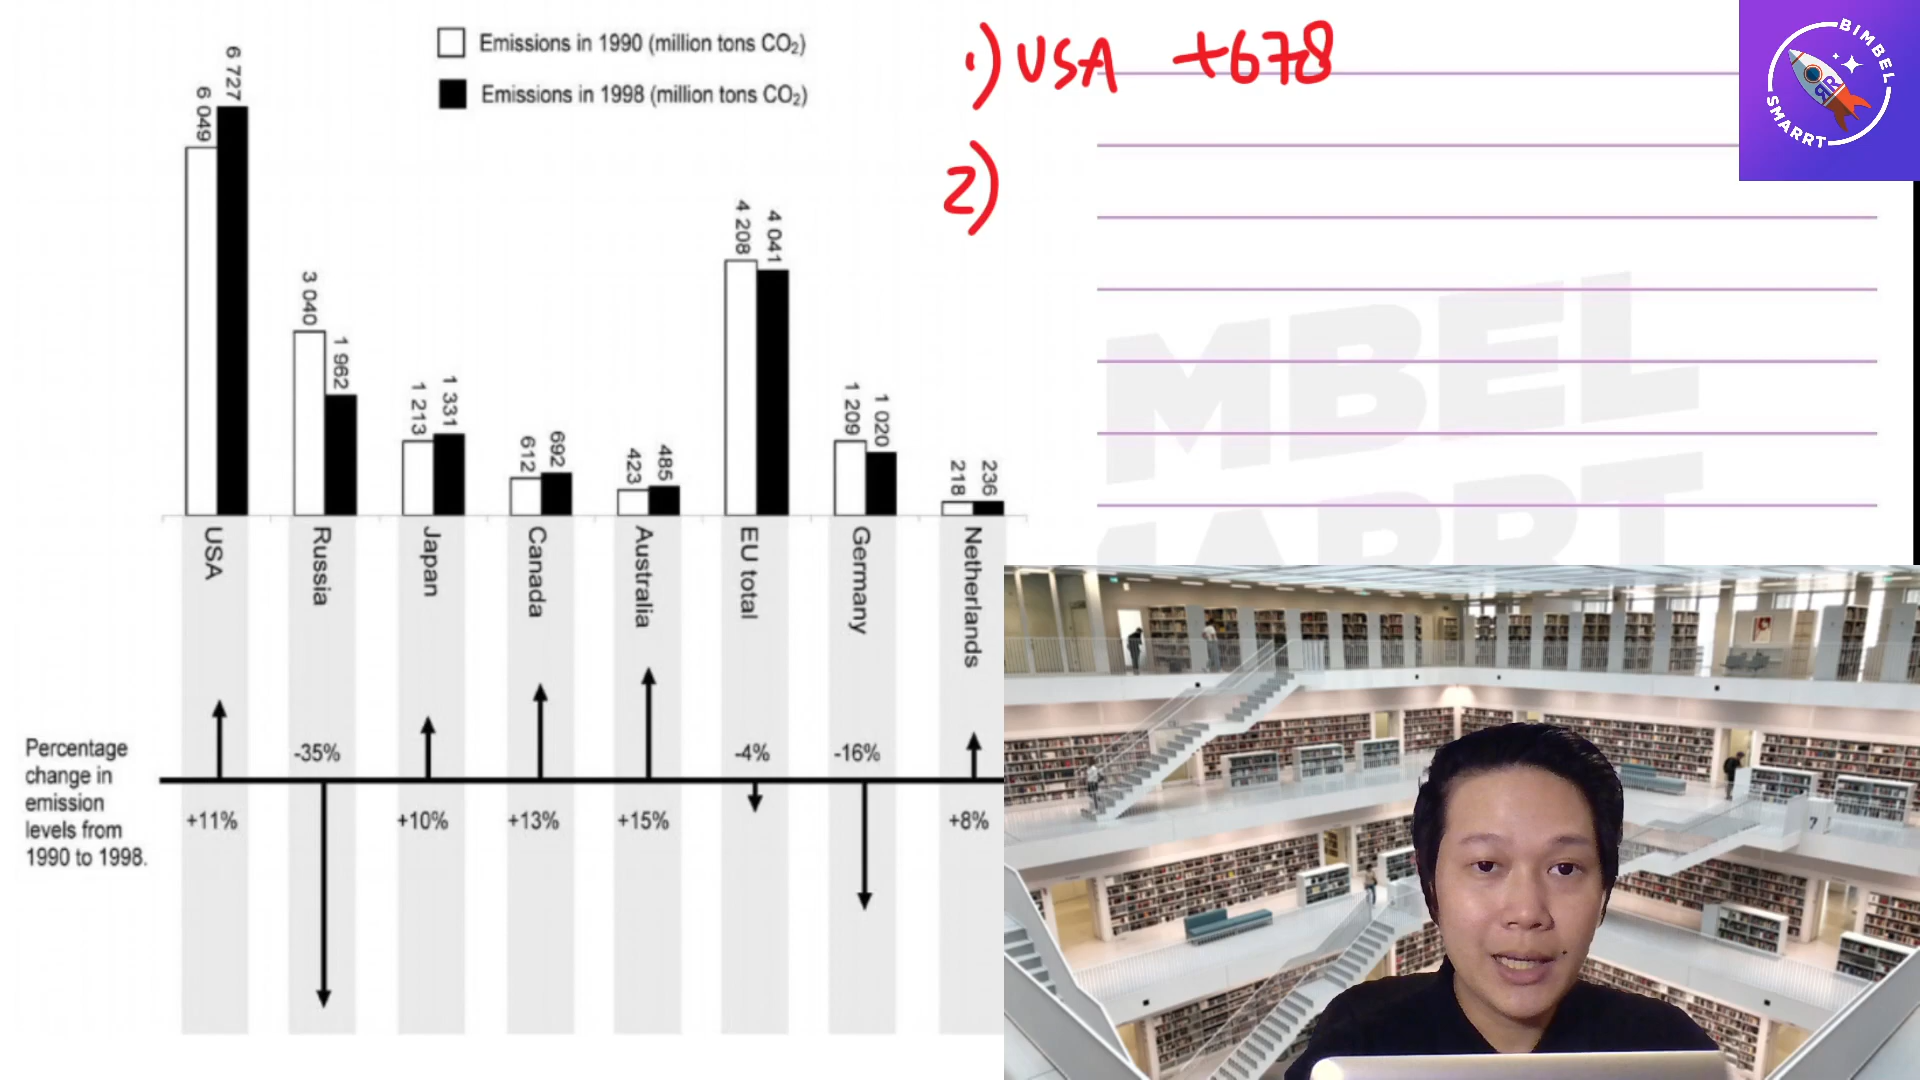 Emissions in 1990 (million tons CO₂)
Emissions in 1998 (million tons CO₂)
6 049
6 727
3 040
1 962
1 213
1 331
612
692
423
485
4 208
4 041
1 209
1 020
218
236
USA
Russia
Japan
Canada
Australia
EU total
Germany
Netherlands
Percentage
change in
emission
levels from
1990 to 1998.
+11%
-35%
+10%
+13%
+15%
-4%
-16%
+8%
1) USA +678
2)
BIMBEL
SMARRT
MBEL
ARRT
7